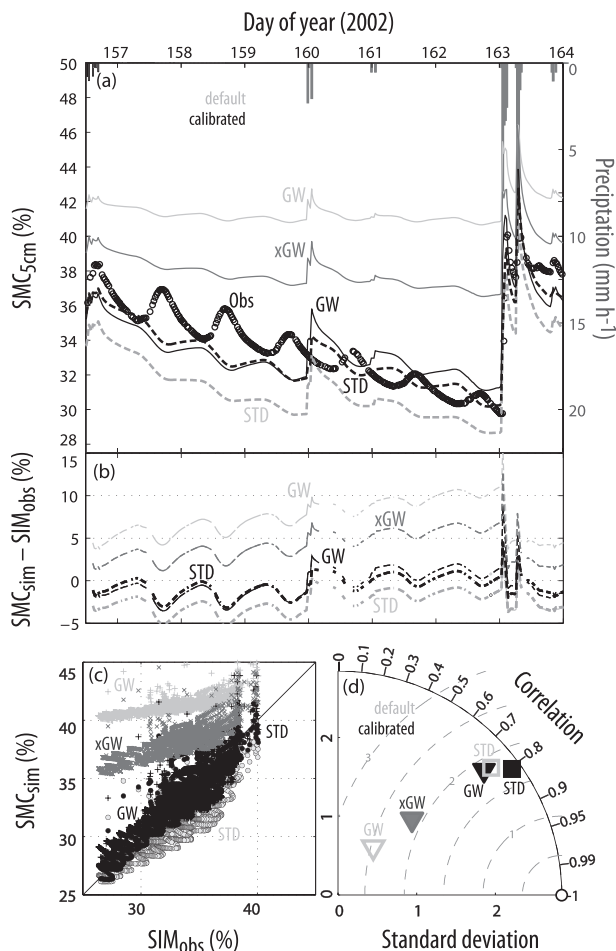 Day of year (2002)
157 158 159 160 161 162 163 164
(a)
50 48 46 44 42 40 38 36 34 32 30 28
0 5 10 15 20
default
calibrated
GW
xGW
Obs
GW
STD
STD
SMC5cm (%)
Preciptation (mm h-1)
(b)
15 10 5 0 −5
GW
xGW
GW
STD
STD
SMCsim – SIMobs (%)
(c)
45 40 35 30 25
GW
xGW
STD
GW
STD
30 40
SMCsim (%)
SIMobs (%)
(d)
0 0.1 0.2 0.3 0.4 0.5 0.6 0.7 0.8 0.9 0.95 0.99 1
Correlation
default
calibrated
3
2
1
STD
GW
STD
xGW
GW
2 1 0
0 1 2
Standard deviation